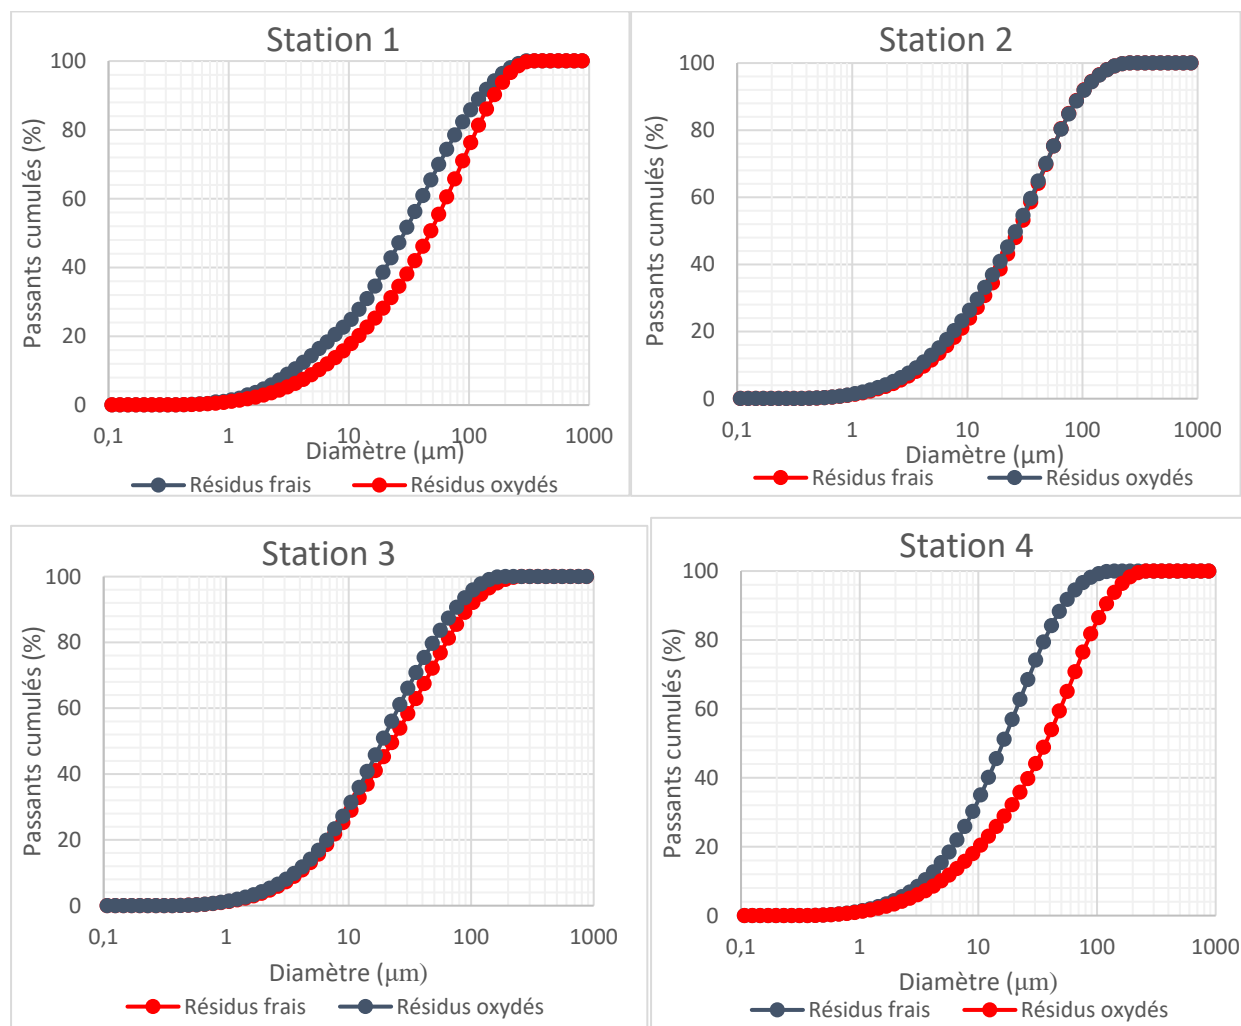 Station 1
Passants cumulés (%)
100
80
60
40
20
0
0,1 1 10 100 1000
Diamètre (µm)
Résidus frais Résidus oxydés
Station 2
Passants cumulés (%)
100
80
60
40
20
0
0,1 1 10 100 1000
Diamètre (µm)
Résidus frais Résidus oxydés
Station 3
Passants cumulés (%)
100
80
60
40
20
0
0,1 1 10 100 1000
Diamètre (µm)
Résidus frais Résidus oxydés
Station 4
Passants cumulés (%)
100
80
60
40
20
0
0,1 1 10 100 1000
Diamètre (µm)
Résidus frais Résidus oxydés